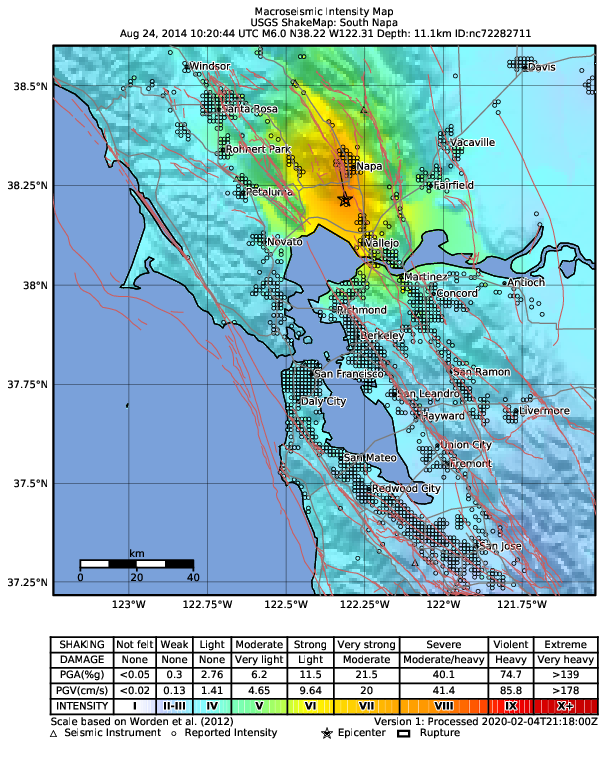 Macroseismic Intensity Map
USGS ShakeMap: South Napa
Aug 24, 2014 10:20:44 UTC M6.0 N38.22 W122.31 Depth: 11.1km ID:nc72282711
Windsor
Davis
38.5°N
Santa Rosa
Rohnert Park
Vacaville
Napa
38.25°N
Petaluma
Fairfield
Novato
Vallejo
38°N
Martinez
Antioch
Concord
Richmond
Berkeley
37.75°N
San Francisco
San Ramon
Daly City
San Leandro
Hayward
Livermore
Union City
San Mateo
Fremont
37.5°N
Redwood City
San Jose
km
0 20 40
37.25°N
123°W 122.75°W 122.5°W 122.25°W 122°W 121.75°W
SHAKING Not felt Weak Light Moderate Strong Very strong Severe Violent Extreme
DAMAGE None None None Very light Light Moderate Moderate/heavy Heavy Very heavy
PGA(%g) <0.05 0.3 2.76 6.2 11.5 21.5 40.1 74.7 >139
PGV(cm/s) <0.02 0.13 1.41 4.65 9.64 20 41.4 85.8 >178
INTENSITY I II-III IV V VI VII VIII IX X+
Scale based on Worden et al. (2012) Version 1: Processed 2020-02-04T21:18:00Z
Seismic Instrument Reported Intensity Epicenter Rupture